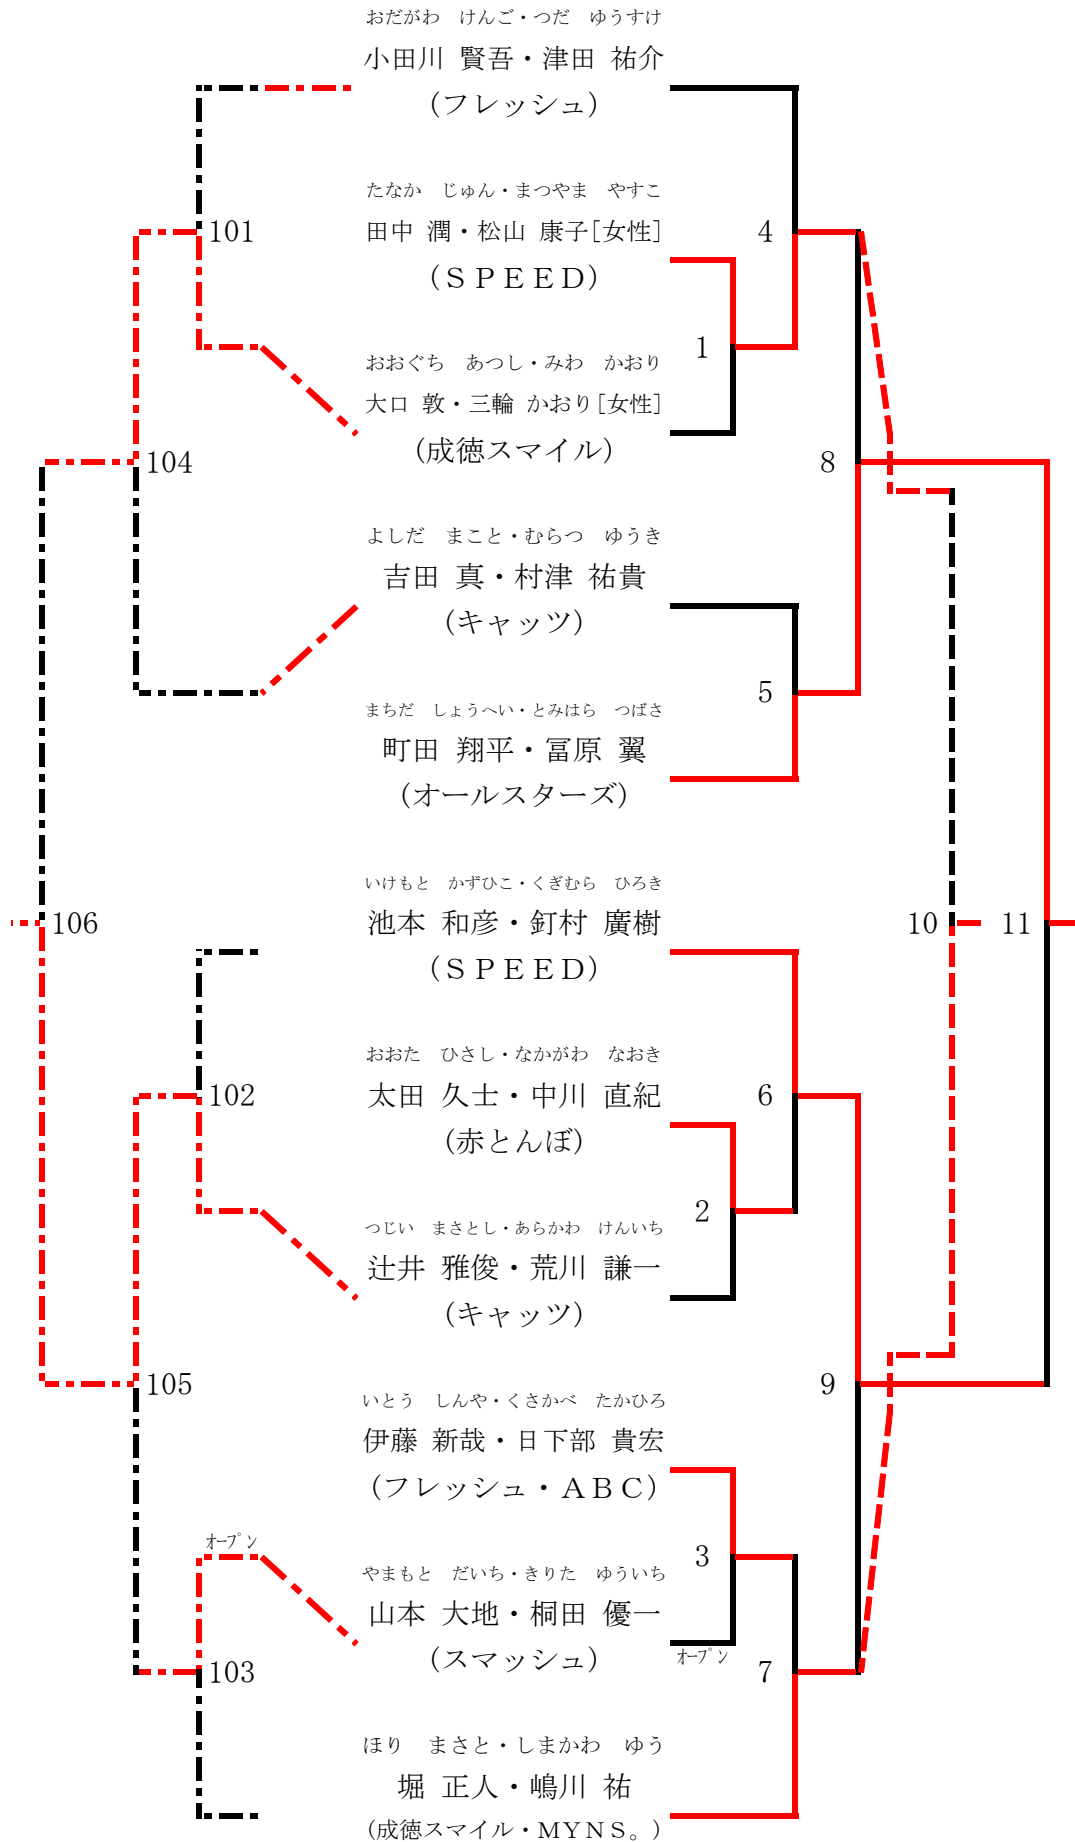 おだがわ　けんご・つだ　ゆうすけ
小田川 賢吾・津田 祐介
(フレッシュ)
たなか　じゅん・まつやま　やすこ
101
田中 潤・松山 康子[女性]
4
(ＳＰＥＥＤ)
1
おおぐち　あつし・みわ　かおり
大口 敦・三輪 かおり[女性]
(成徳スマイル)
104
8
よしだ　まこと・むらつ　ゆうき
吉田 真・村津 祐貴
(キャッツ)
5
まちだ　しょうへい・とみはら　つばさ
町田 翔平・冨原 翼
(オールスターズ)
いけもと　かずひこ・くぎむら　ひろき
106
池本 和彦・釘村 廣樹
10
11
(ＳＰＥＥＤ)
おおた　ひさし・なかがわ　なおき
102
太田 久士・中川 直紀
6
(赤とんぼ)
2
つじい　まさとし・あらかわ　けんいち
辻井 雅俊・荒川 謙一
(キャッツ)
105
9
いとう　しんや・くさかべ　たかひろ
伊藤 新哉・日下部 貴宏
(フレッシュ・ＡＢＣ)
ｵｰﾌﾟﾝ
3
やまもと　だいち・きりた　ゆういち
山本 大地・桐田 優一
(スマッシュ)
ｵｰﾌﾟﾝ
103
7
ほり　まさと・しまかわ　ゆう
堀 正人・嶋川 祐
(成徳スマイル・ＭＹＮＳ。)